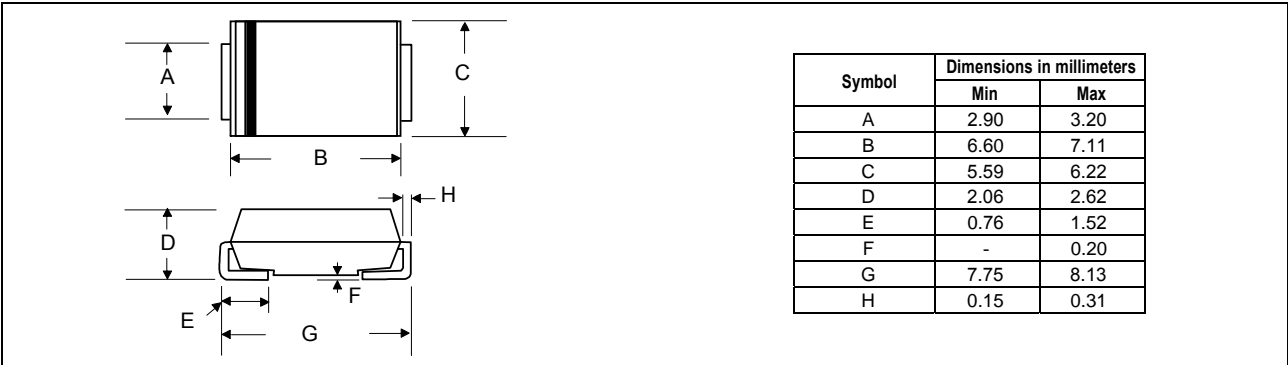 A
C
B
H
D
F
E
G
Symbol Dimensions in millimeters
Min Max
A 2.90 3.20
B 6.60 7.11
C 5.59 6.22
D 2.06 2.62
E 0.76 1.52
F - 0.20
G 7.75 8.13
H 0.15 0.31